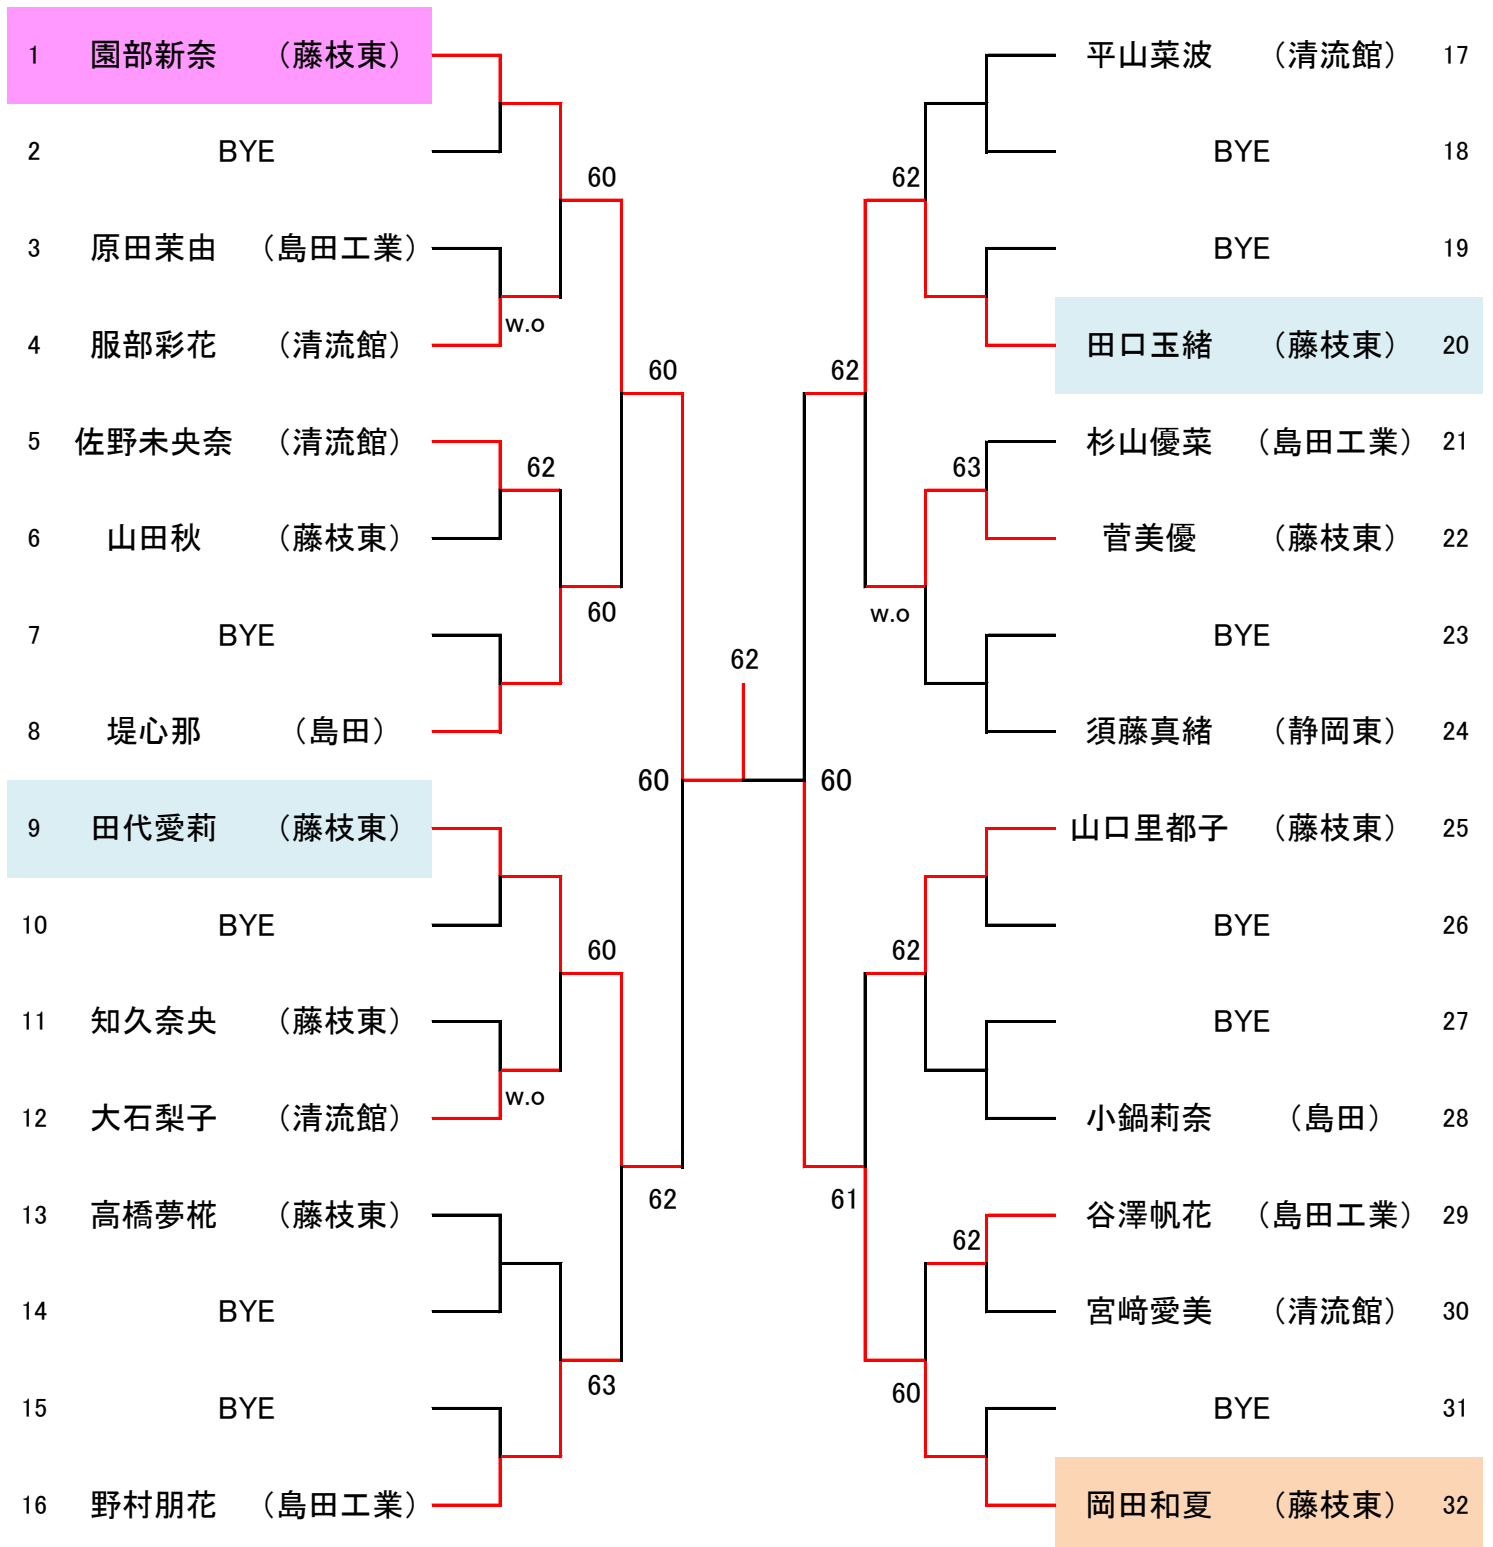 1 園部新奈 （藤枝東）
2 BYE
60
3 原田茉由 （島田工業）
w.o
4 服部彩花 （清流館）
60
5 佐野未央奈 （清流館）
62
6 山田秋 （藤枝東）
60
7 BYE
8 堤心那 （島田）
60
9 田代愛莉 （藤枝東）
10 BYE
60
11 知久奈央 （藤枝東）
w.o
12 大石梨子 （清流館）
62
13 高橋夢椛 （藤枝東）
14 BYE
63
15 BYE
16 野村朋花 （島田工業）
62
平山菜波 （清流館） 17
BYE 18
62
BYE 19
田口玉緒 （藤枝東） 20
62
杉山優菜 （島田工業） 21
63
菅美優 （藤枝東） 22
w.o
BYE 23
須藤真緒 （静岡東） 24
60
山口里都子 （藤枝東） 25
BYE 26
62
BYE 27
小鍋莉奈 （島田） 28
61
谷澤帆花 （島田工業） 29
62
宮﨑愛美 （清流館） 30
60
BYE 31
岡田和夏 （藤枝東） 32